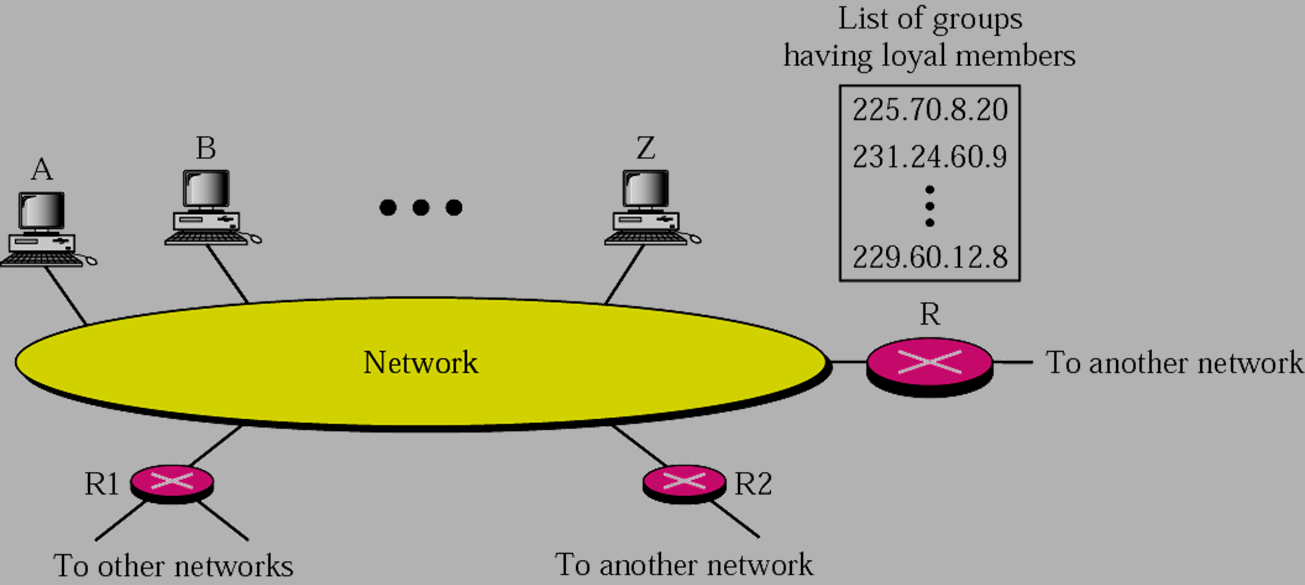 List of groups
having loyal members
225.70.8.20
231.24.60.9
229.60.12.8
A
B
Z
R
Network
To another network
R1
R2
To other networks
To another network